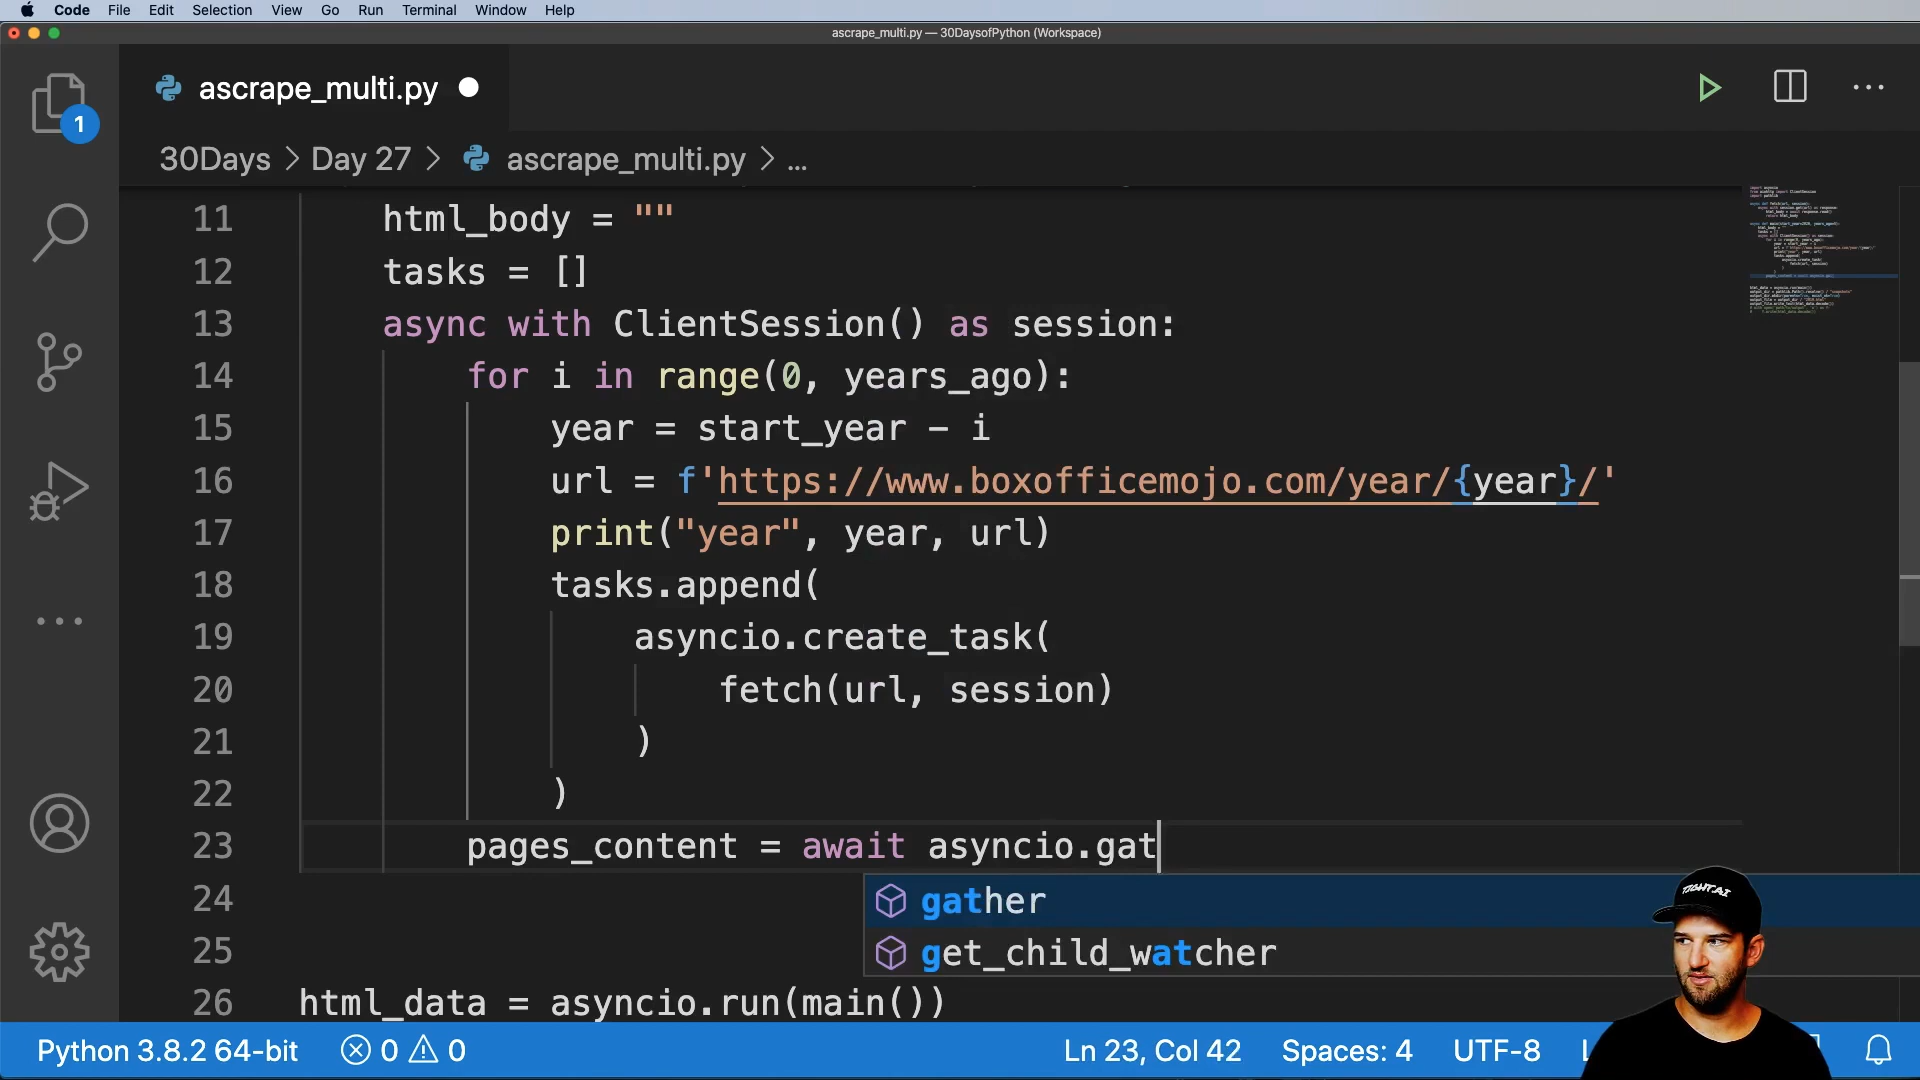 Code File Edit Selection View Go Run Terminal Window Help
ascrape_multi.py — 30DaysofPython (Workspace)
ascrape_multi.py
1
30Days > Day 27 > ascrape_multi.py > ...
11 html_body = ""
12 tasks = []
13 async with ClientSession() as session:
14 for i in range(0, years_ago):
15 year = start_year - i
16 url = f'https://www.boxofficemojo.com/year/{year}/'
17 print("year", year, url)
18 tasks.append(
19 asyncio.create_task(
20 fetch(url, session)
21 )
22 )
23 pages_content = await asyncio.gat
24 gather
25 get_child_watcher
26 html_data = asyncio.run(main())
TIGHT.AI
Python 3.8.2 64-bit 0 0 Ln 23, Col 42 Spaces: 4 UTF-8